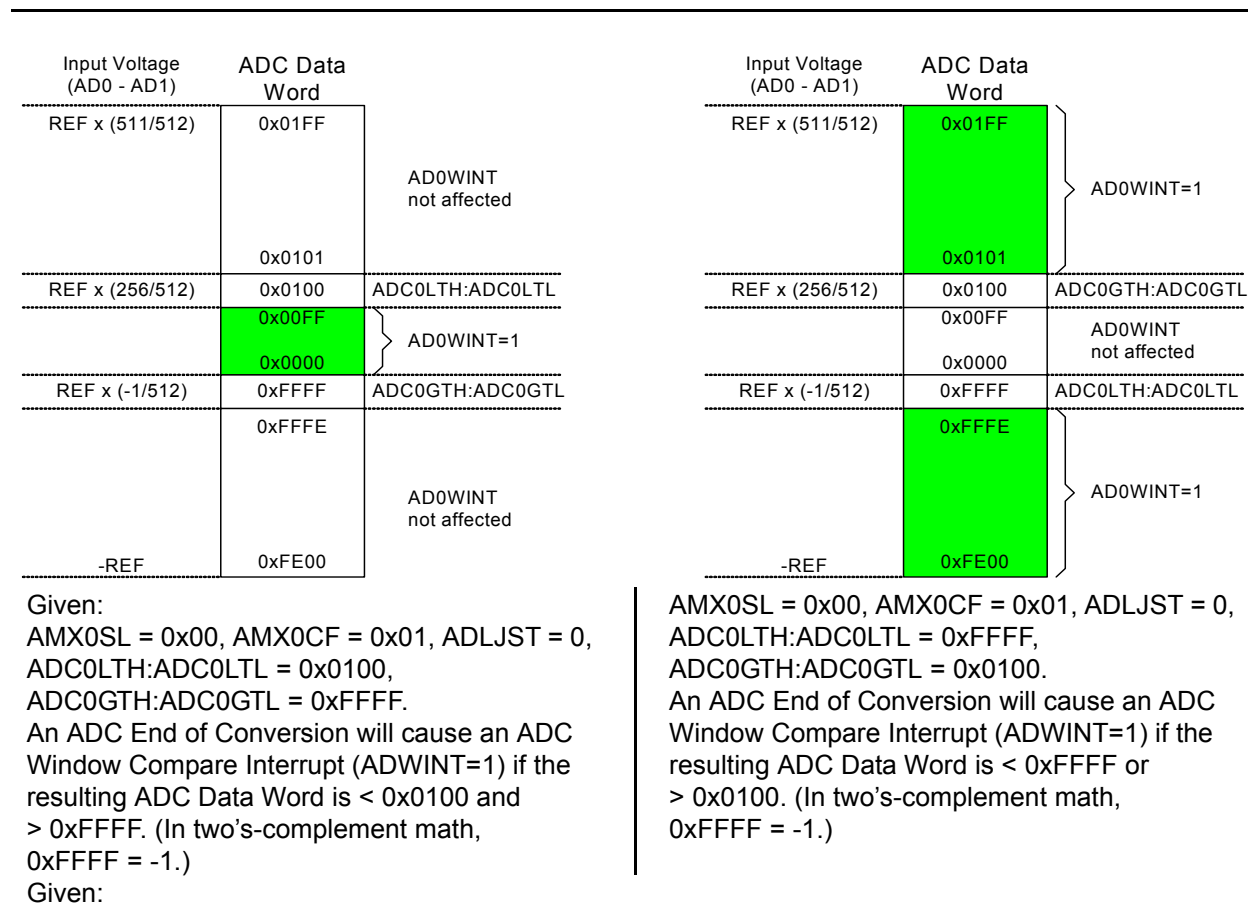 Input Voltage
(AD0 - AD1)
ADC Data
Word
REF x (511/512)
0x01FF
AD0WINT
not affected
0x0101
REF x (256/512)
0x0100
ADC0LTH:ADC0LTL
0x00FF
AD0WINT=1
0x0000
REF x (-1/512)
0xFFFF
ADC0GTH:ADC0GTL
0xFFFE
AD0WINT
not affected
-REF
0xFE00
Given:
AMX0SL = 0x00, AMX0CF = 0x01, ADLJST = 0,
ADC0LTH:ADC0LTL = 0x0100,
ADC0GTH:ADC0GTL = 0xFFFF.
An ADC End of Conversion will cause an ADC
Window Compare Interrupt (ADWINT=1) if the
resulting ADC Data Word is < 0x0100 and
> 0xFFFF. (In two's-complement math,
0xFFFF = -1.)
Given:
Input Voltage
(AD0 - AD1)
ADC Data
Word
REF x (511/512)
0x01FF
AD0WINT=1
0x0101
REF x (256/512)
0x0100
ADC0GTH:ADC0GTL
0x00FF
AD0WINT
not affected
0x0000
REF x (-1/512)
0xFFFF
ADC0LTH:ADC0LTL
0xFFFE
AD0WINT=1
-REF
0xFE00
AMX0SL = 0x00, AMX0CF = 0x01, ADLJST = 0,
ADC0LTH:ADC0LTL = 0xFFFF,
ADC0GTH:ADC0GTL = 0x0100.
An ADC End of Conversion will cause an ADC
Window Compare Interrupt (ADWINT=1) if the
resulting ADC Data Word is < 0xFFFF or
> 0x0100. (In two's-complement math,
0xFFFF = -1.)